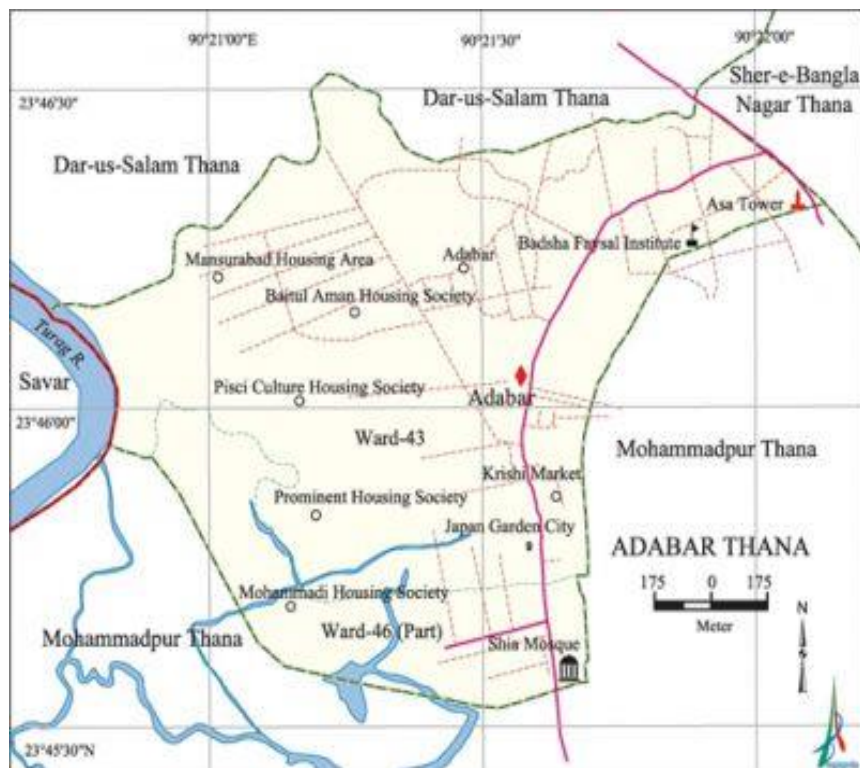 90°21'00"E
90°21'30"
90°22'00"
Sher-e-Bangla
Nagar Thana
23°46'30"
Dar-us-Salam Thana
Dar-us-Salam Thana
Asa Tower
Badsha Faysal Institute
Mansurabad Housing Area
Adabar
Baitul Aman Housing Society
Turag R.
Savar
Pisci Culture Housing Society
Adabar
23°46'00"
Ward-43
Mohammadpur Thana
Krishi Market
Prominent Housing Society
Japan Garden City
ADABAR THANA
175 0 175
Meter
N
Mohammadi Housing Society
Ward-46 (Part)
Mohammadpur Thana
Shia Mosque
23°45'30"N